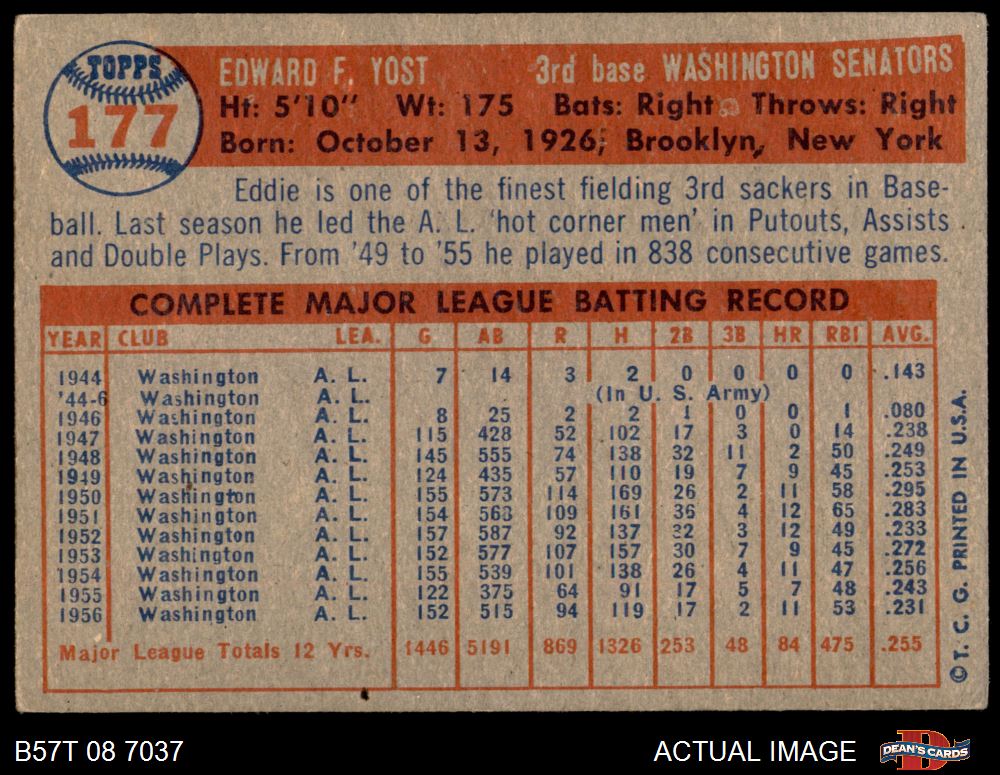 TOPPS
177
EDWARD F. YOST 3rd base WASHINGTON SENATORS
Ht: 5'10" Wt: 175 Bats: Right Throws: Right
Born: October 13, 1926, Brooklyn, New York
Eddie is one of the finest fielding 3rd sackers in Base-
ball. Last season he led the A. L. 'hot corner men' in Putouts, Assists
and Double Plays. From '49 to '55 he played in 838 consecutive games.
COMPLETE MAJOR LEAGUE BATTING RECORD
YEAR CLUB LEA. G AB R H 2B 3B HR RBI AVG.
1944 Washington A. L. 7 14 3 2 0 0 0 0 .143
'44-6 Washington A. L. (In U. S. Army)
1946 Washington A. L. 8 25 2 2 1 0 0 1 .080
1947 Washington A. L. 115 428 52 102 17 3 0 14 .238
1948 Washington A. L. 145 555 74 138 32 11 2 50 .249
1949 Washington A. L. 124 435 57 110 19 7 9 45 .253
1950 Washington A. L. 155 573 114 169 26 2 11 58 .295
1951 Washington A. L. 154 568 109 161 36 4 12 65 .283
1952 Washington A. L. 157 587 92 137 32 3 12 49 .233
1953 Washington A. L. 152 577 107 157 30 7 9 45 .272
1954 Washington A. L. 155 539 101 138 26 4 11 47 .256
1955 Washington A. L. 122 375 64 91 17 5 7 48 .243
1956 Washington A. L. 152 515 94 119 17 2 11 53 .231
Major League Totals 12 Yrs. 1446 5191 869 1326 253 48 84 475 .255
©T. C. G. PRINTED IN U.S.A.
B57T 08 7037 ACTUAL IMAGE
D
DEAN'S CARDS